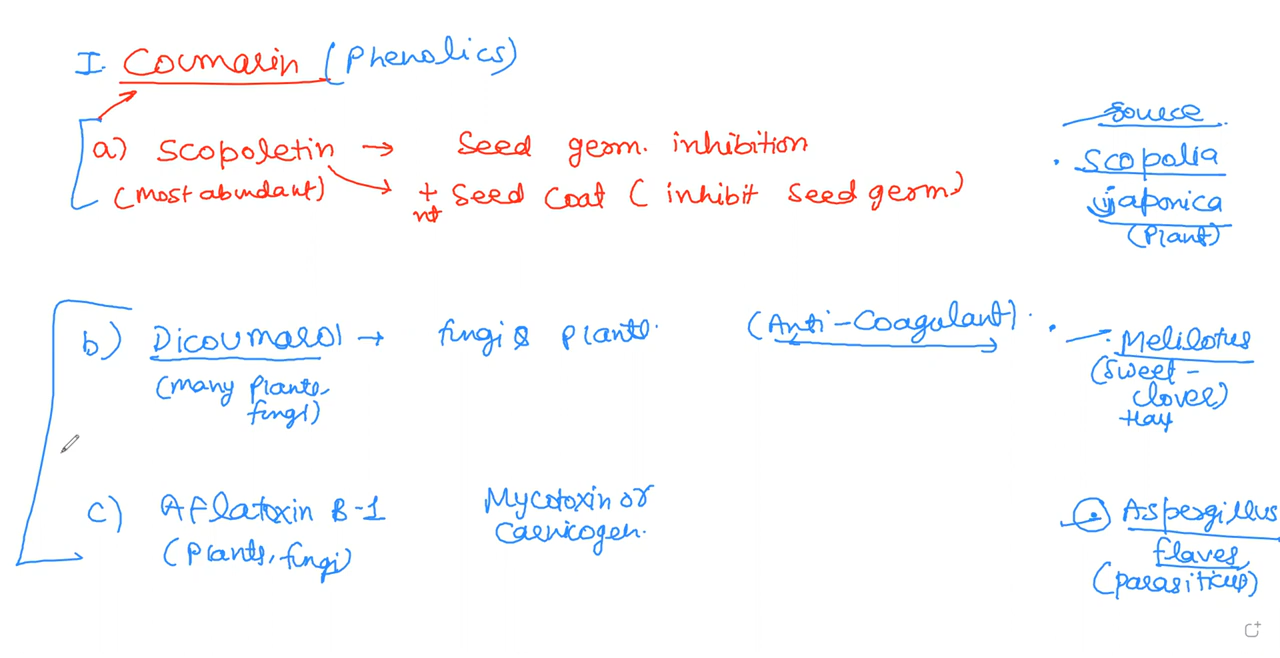 I. Coumarin (Phenolics)
Source
a) Scopoletin → Seed germ. inhibition
Scopolia
(most abundant)
+nt Seed Coat (inhibit seed germ)
japonica
(Plant)
b) Dicoumarol → fungi & plants.
(Anti-Coagulant).
Melilotus
(many plants,
fungi)
(Sweet-
clover)
Hay
c) Aflatoxin B-1
Mycotoxin or
Aspergillus
(Plants, fungi)
flaves
(parasiticus)